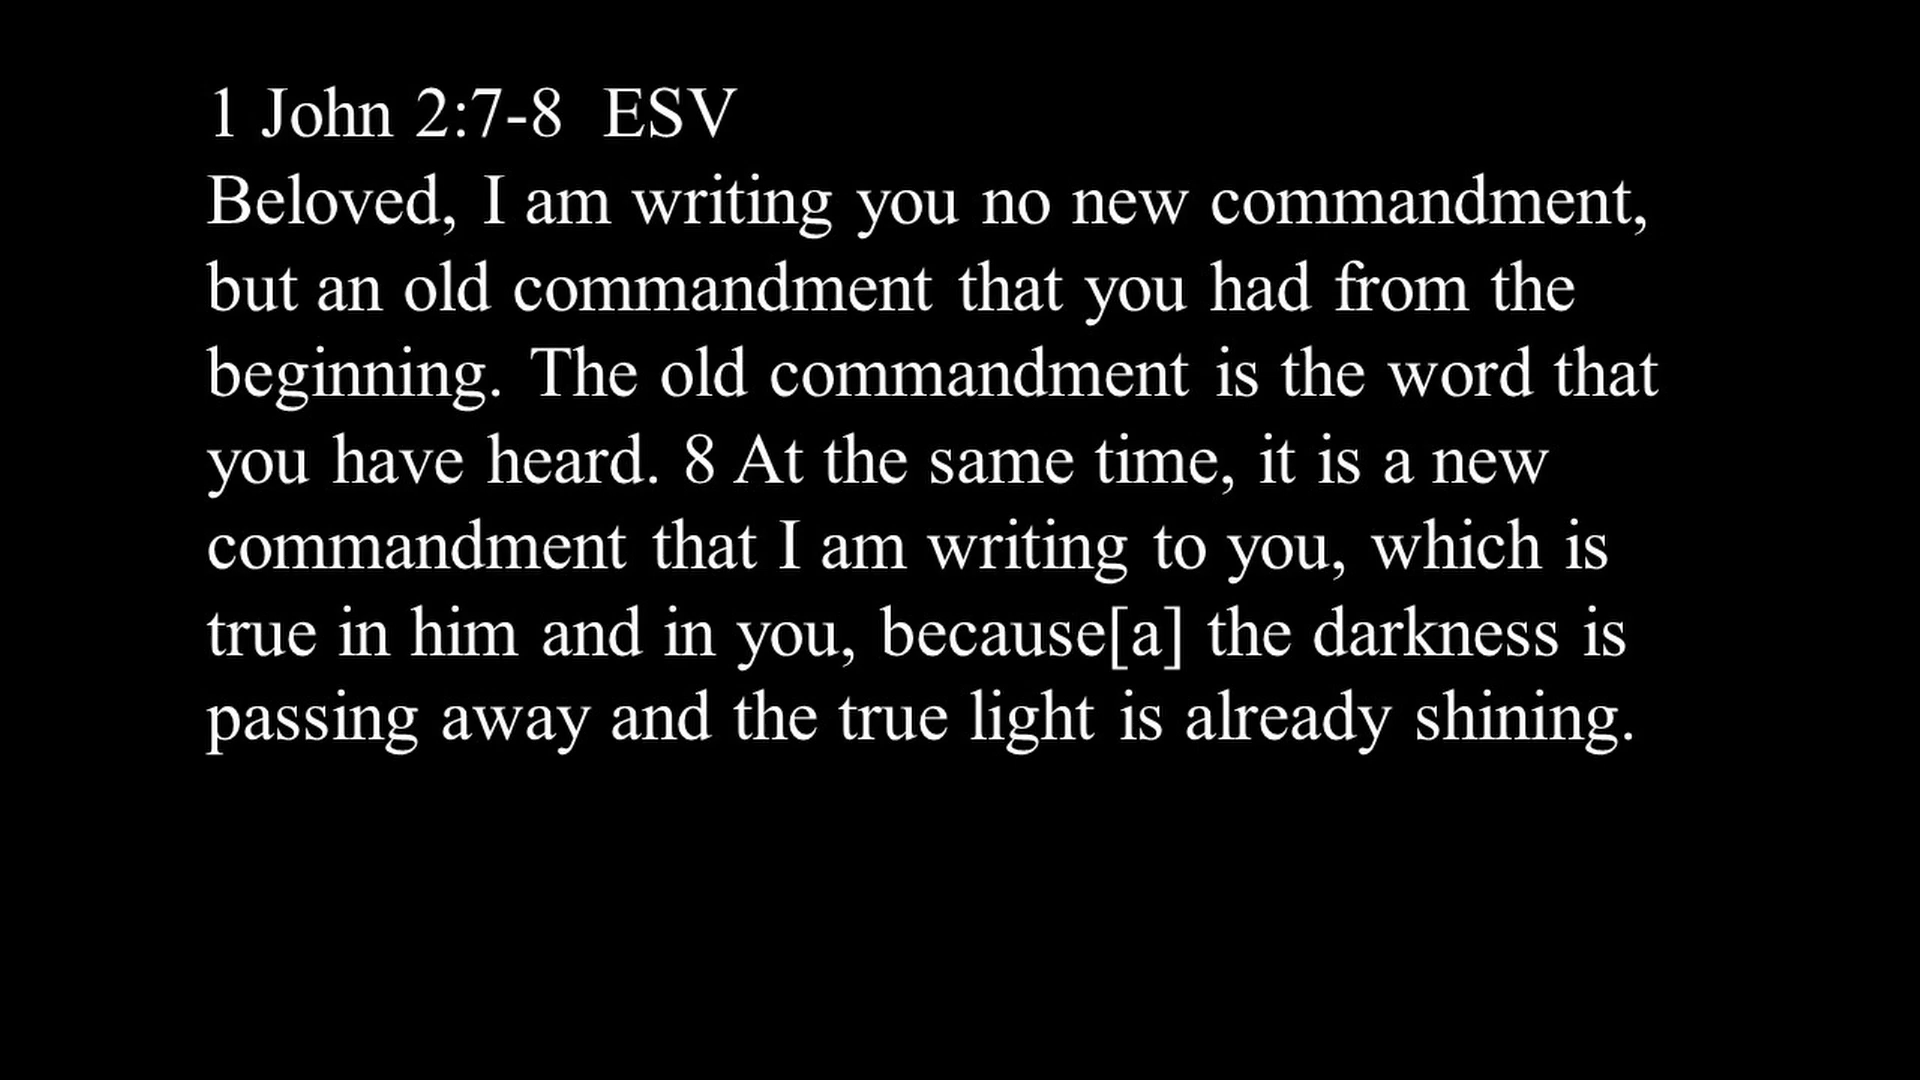 1 John 2:7-8  ESV
Beloved, I am writing you no new commandment,
but an old commandment that you had from the
beginning. The old commandment is the word that
you have heard. 8 At the same time, it is a new
commandment that I am writing to you, which is
true in him and in you, because[a] the darkness is
passing away and the true light is already shining.